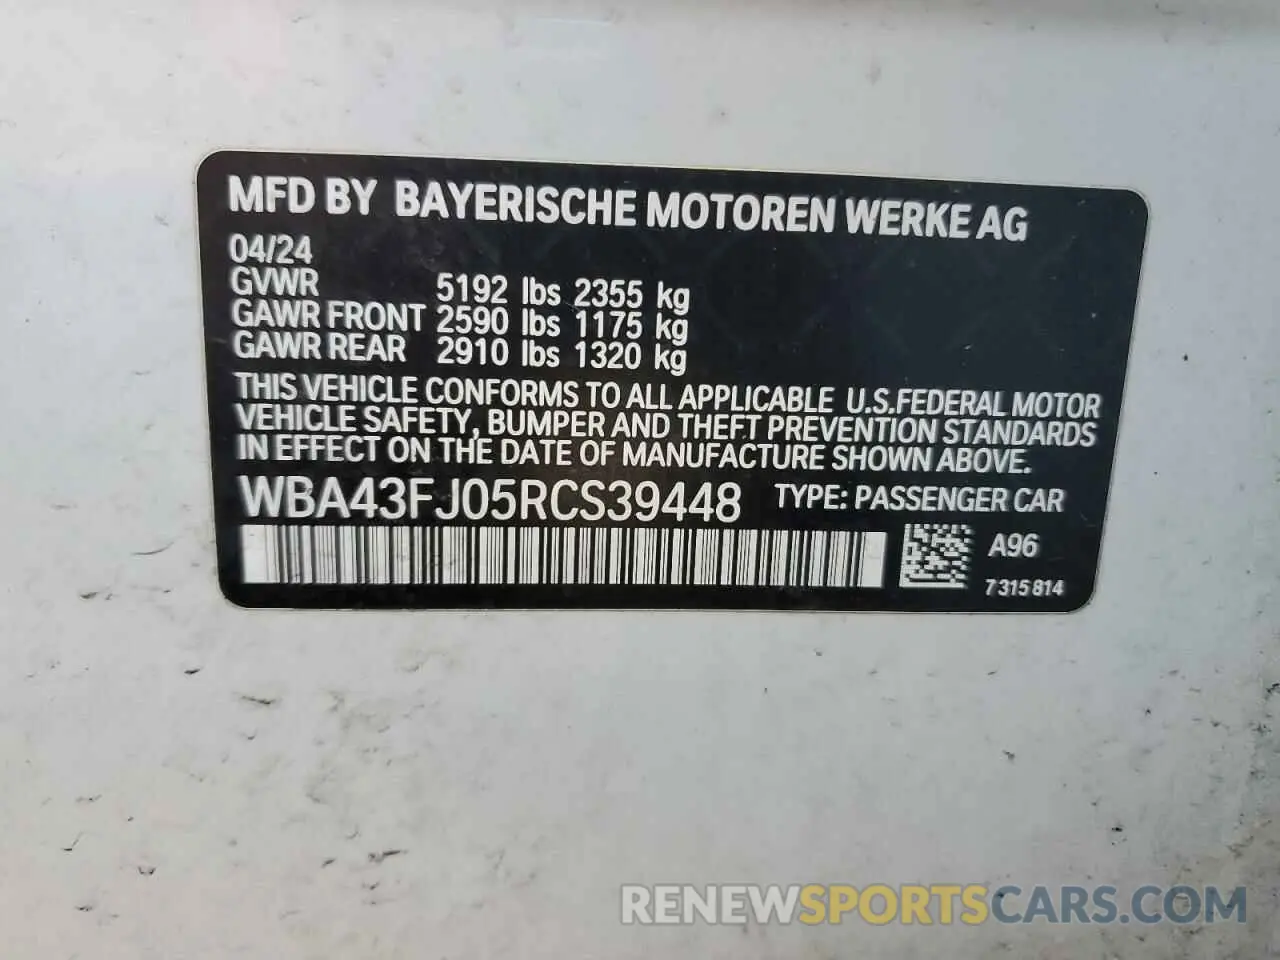 MFD BY BAYERISCHE MOTOREN WERKE AG
04/24
GVWR 5192 lbs 2355 kg
GAWR FRONT 2590 lbs 1175 kg
GAWR REAR 2910 lbs 1320 kg
THIS VEHICLE CONFORMS TO ALL APPLICABLE U.S.FEDERAL MOTOR
VEHICLE SAFETY, BUMPER AND THEFT PREVENTION STANDARDS
IN EFFECT ON THE DATE OF MANUFACTURE SHOWN ABOVE.
WBA43FJ05RCS39448 TYPE: PASSENGER CAR
A96
7 315 814
RENEWSPORTSCARS.COM